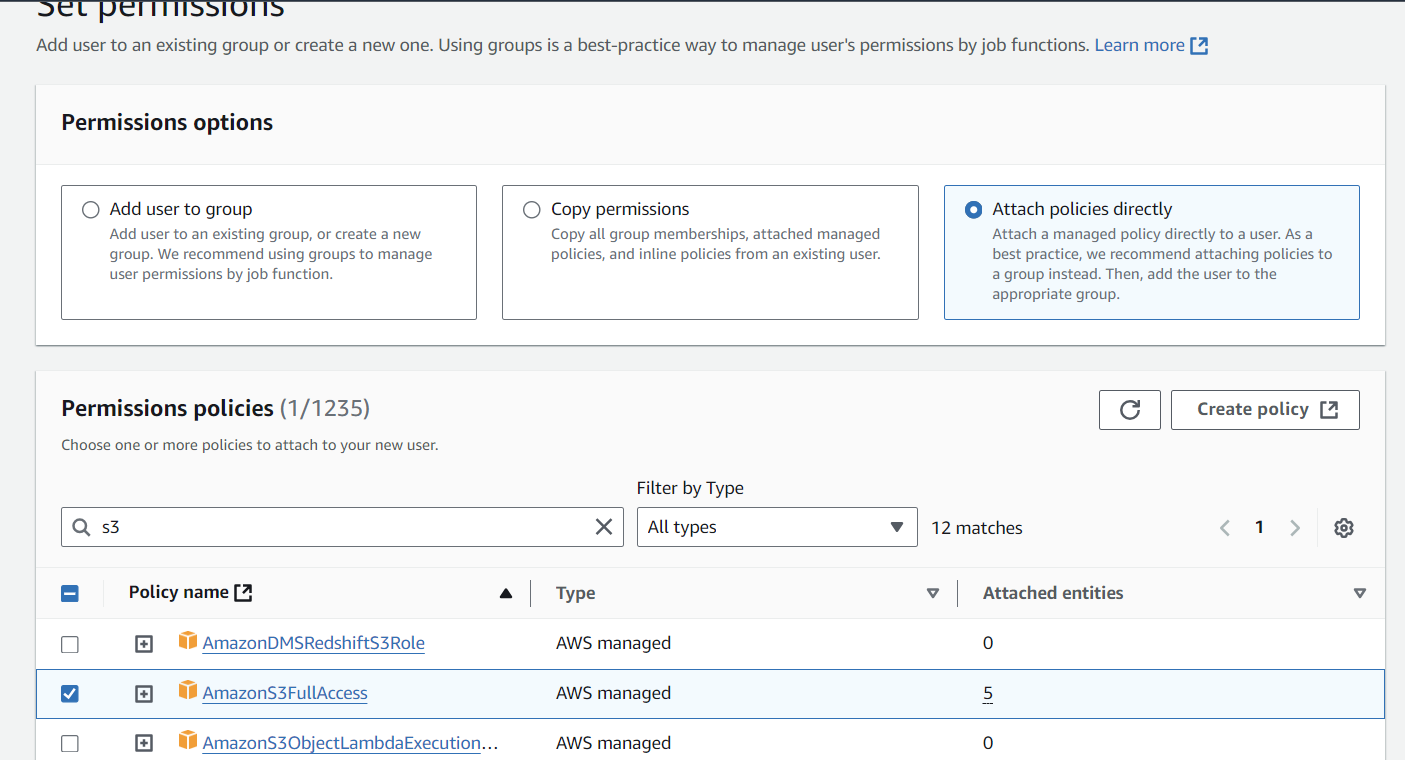 Set permissions
Add user to an existing group or create a new one. Using groups is a best-practice way to manage user's permissions by job functions. Learn more
Permissions options
Add user to group
Add user to an existing group, or create a new
group. We recommend using groups to manage
user permissions by job function.
Copy permissions
Copy all group memberships, attached managed
policies, and inline policies from an existing user.
Attach policies directly
Attach a managed policy directly to a user. As a
best practice, we recommend attaching policies to
a group instead. Then, add the user to the
appropriate group.
Permissions policies (1/1235)
Create policy
Choose one or more policies to attach to your new user.
Filter by Type
s3
All types
12 matches
1
Policy name
Type
Attached entities
AmazonDMSRedshiftS3Role
AWS managed
0
AmazonS3FullAccess
AWS managed
5
AmazonS3ObjectLambdaExecution...
AWS managed
0